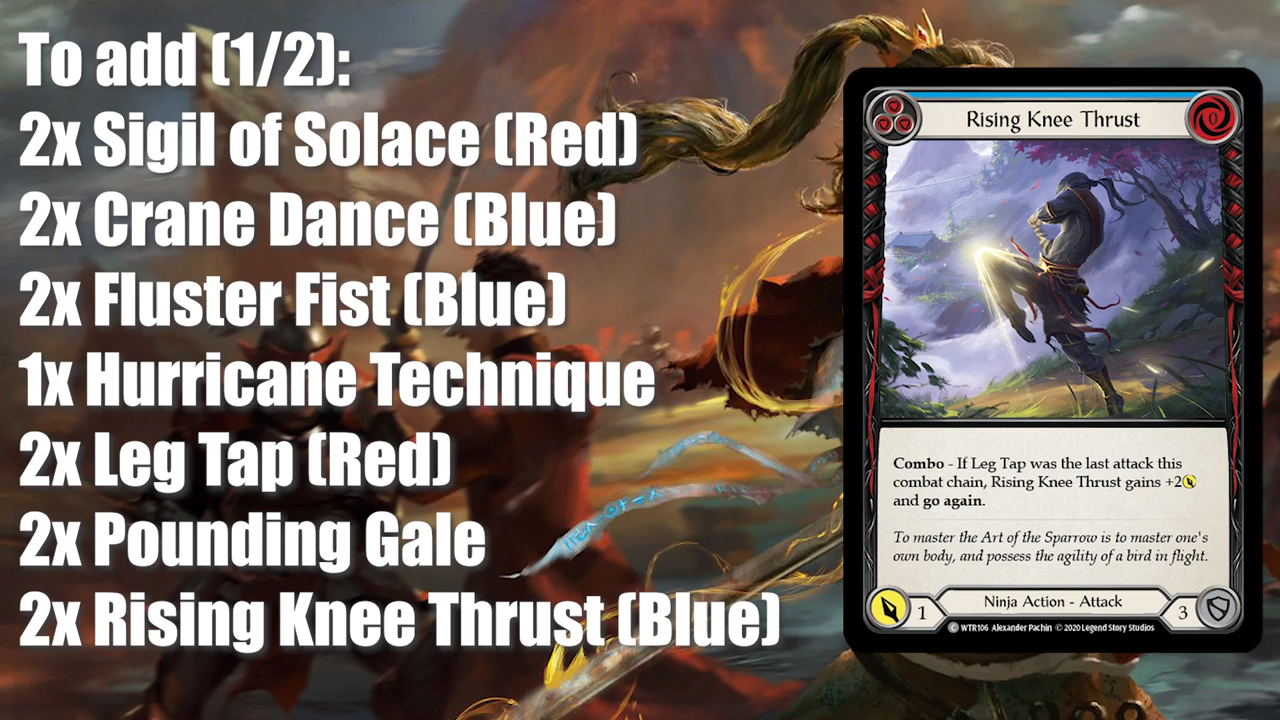 To add (1/2):
2x Sigil of Solace (Red)
2x Crane Dance (Blue)
2x Fluster Fist (Blue)
1x Hurricane Technique
2x Leg Tap (Red)
2x Pounding Gale
2x Rising Knee Thrust (Blue)
Rising Knee Thrust
0
Combo - If Leg Tap was the last attack this
combat chain, Rising Knee Thrust gains +2
and go again.
To master the Art of the Sparrow is to master one's
own body, and possess the agility of a bird in flight.
1
Ninja Action - Attack
3
C WTR106 Alexander Pachin © 2020 Legend Story Studios